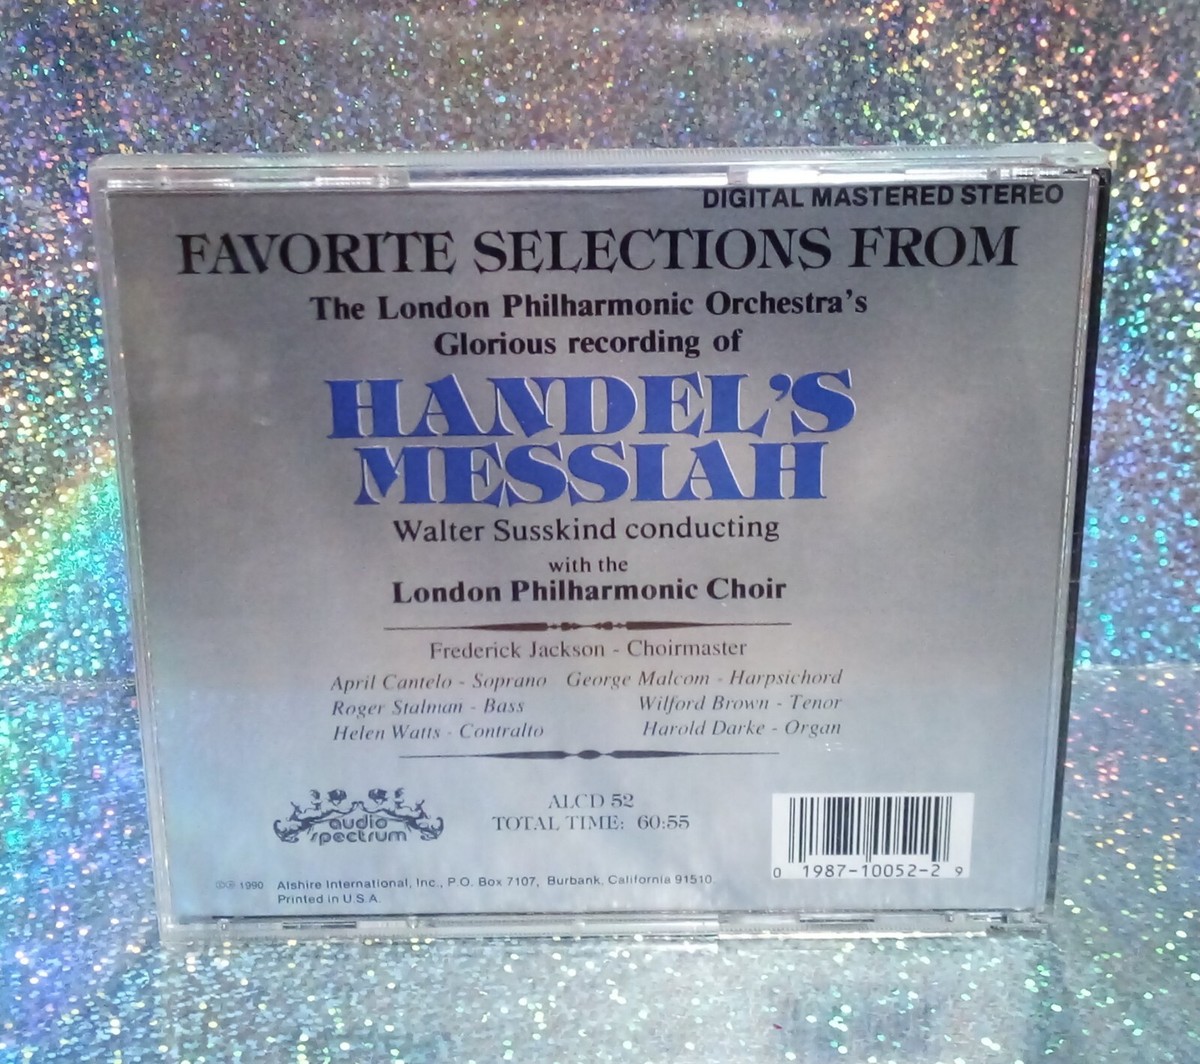 DIGITAL MASTERED STEREO
FAVORITE SELECTIONS FROM
The London Philharmonic Orchestra's
Glorious recording of
HANDEL'S
MESSIAH
Walter Susskind conducting
with the
London Philharmonic Choir
Frederick Jackson - Choirmaster
April Cantelo - Soprano George Malcom - Harpsichord
Roger Stalman - Bass Wilford Brown - Tenor
Helen Watts - Contralto Harold Darke - Organ
audio
spectrum
ALCD 52
TOTAL TIME: 60:55
0 1987-10052-2 9
©℗ 1990 Alshire International, Inc., P.O. Box 7107, Burbank, California 91510
Printed in U.S.A.